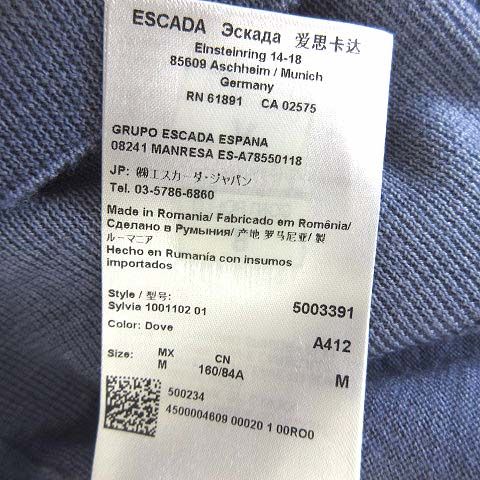 ESCADA Эскада 爱思卡达
Einsteinring 14-18
85609 Aschheim / Munich
Germany
RN 61891 CA 02575
GRUPO ESCADA ESPANA
08241 MANRESA ES-A78550118
JP: ㈱エスカーダ・ジャパン
Tel. 03-5786-6860
Made in Romania/ Fabricado em Romênia/
Сделано в Румынии/ 产地 罗马尼亚/ 製
ルーマニア
Hecho en Rumanía con insumos
importados
Style / 型号: 5003391
Sylvia 1001102 01
Color: Dove A412
Size: MX CN
M 160/84A M
500234
4500004609 00020 1 00RO0